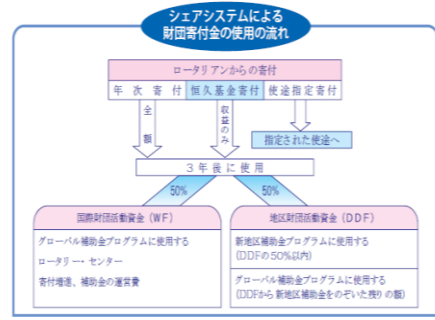 シェアシステムによる
財団寄付金の使用の流れ
ロータリアンからの寄付
年次寄付 恒久基金寄付 使途指定寄付
全額
収益のみ
指定された使途へ
3年後に使用
50% 50%
国際財団活動資金(WF)
グローバル補助金プログラムに使用する
ロータリー・センター
寄付増進、補助金の運営費
地区財団活動資金(DDF)
新地区補助金プログラムに使用する
(DDFの50%以内)
グローバル補助金プログラムに使用する
(DDFから新地区補助金をのぞいた残りの額)